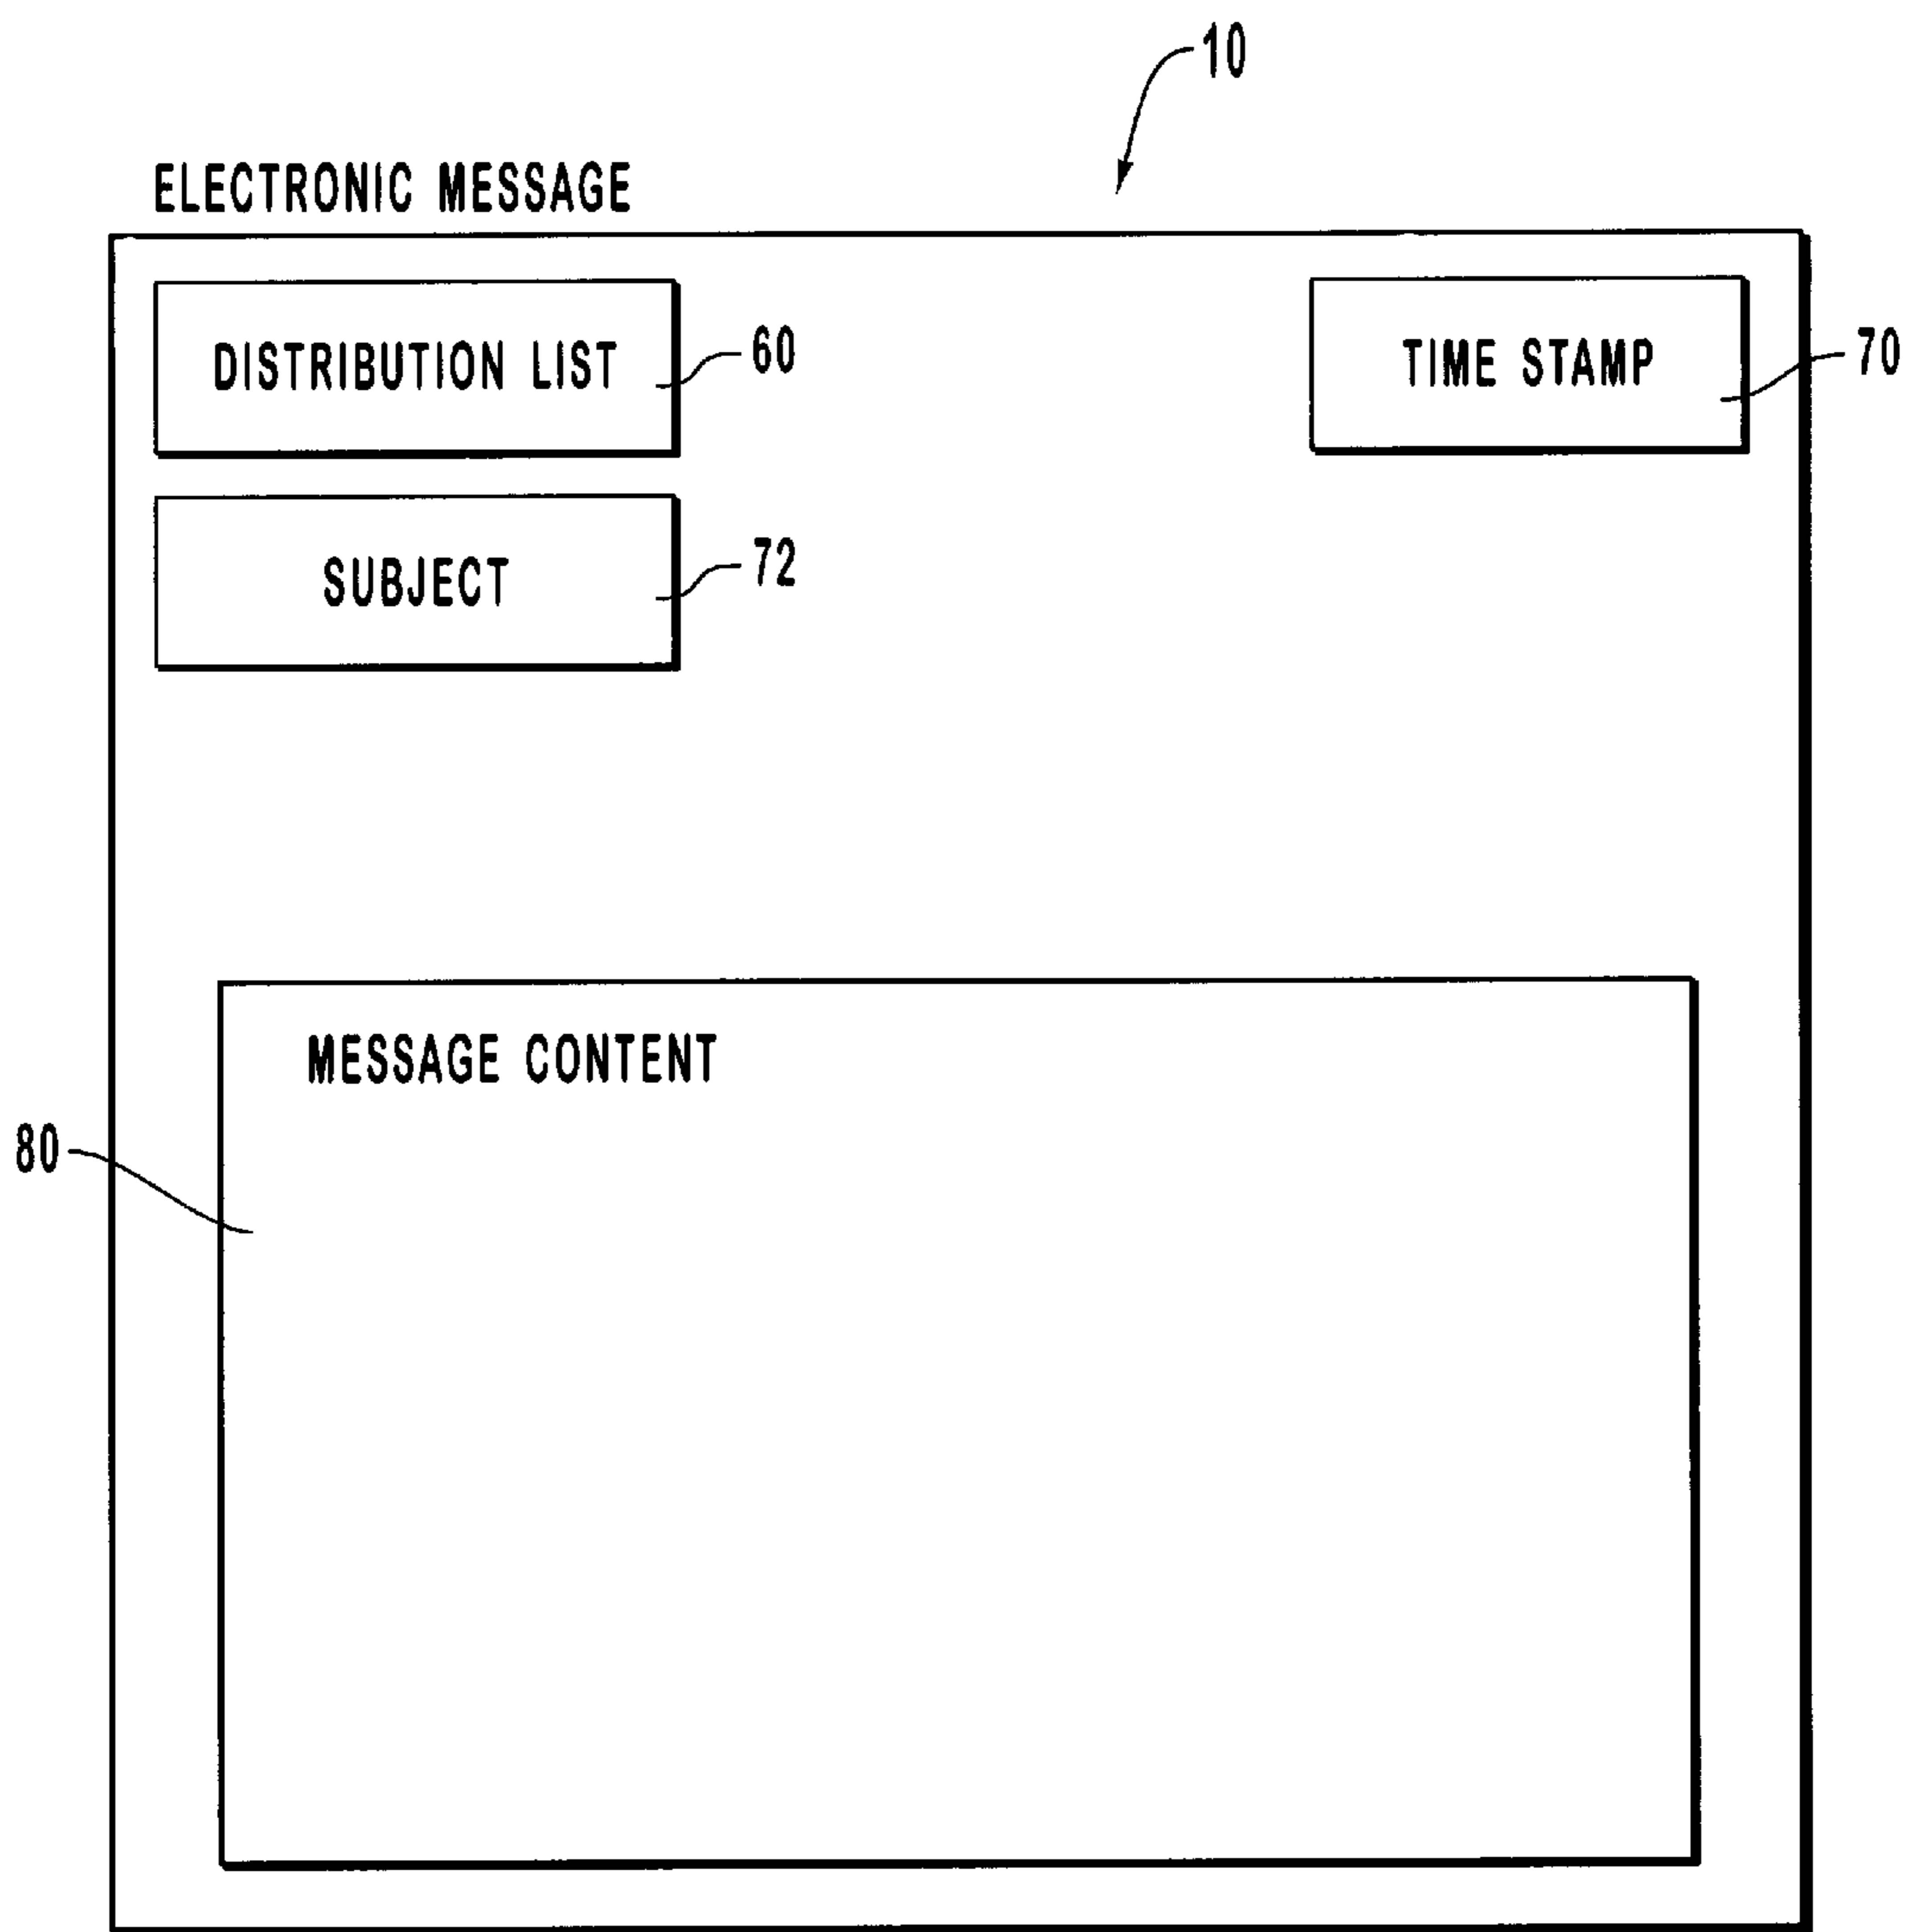 10
ELECTRONIC MESSAGE
DISTRIBUTION LIST
60
TIME STAMP
70
SUBJECT
72
MESSAGE CONTENT
80